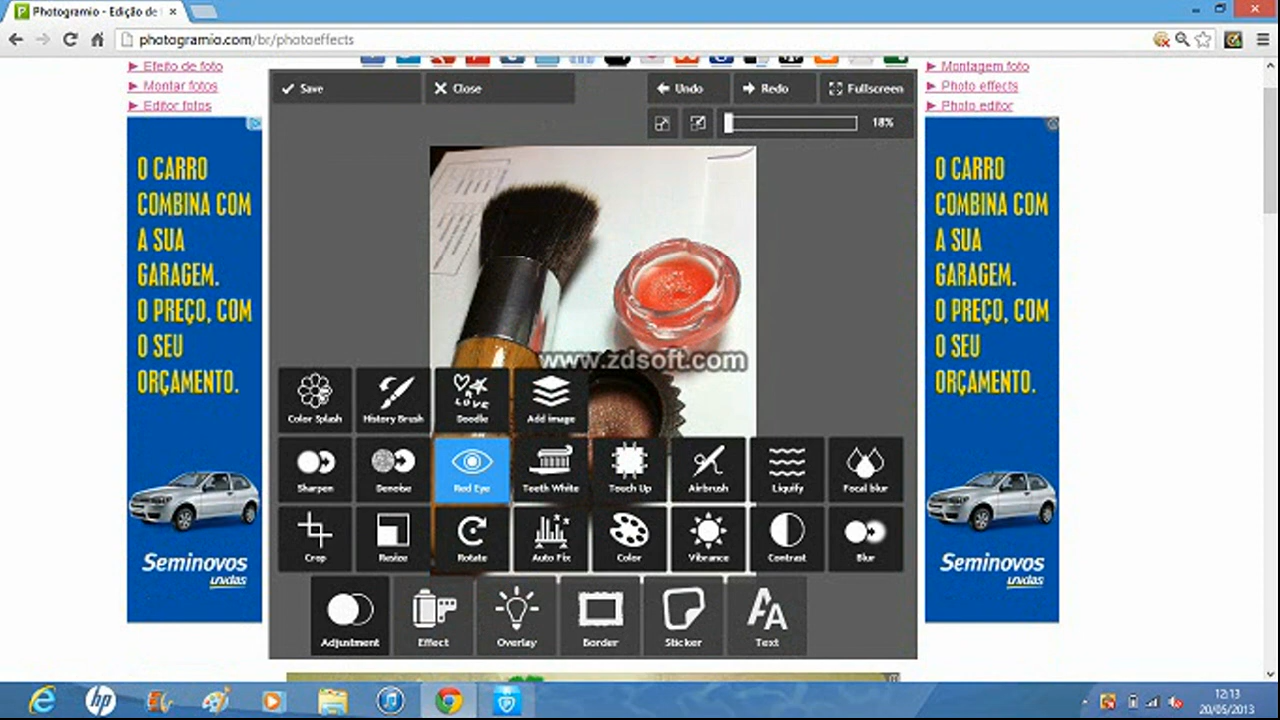 Photogramio - Edição de
photogramio.com/br/photoeffects
► Efeito de foto
► Montar fotos
► Editor fotos
► Montagem foto
► Photo effects
► Photo editor
Save
Close
Undo
Redo
Fullscreen
18%
O CARRO
COMBINA COM
A SUA
GARAGEM.
O PREÇO, COM
O SEU
ORÇAMENTO.
Seminovos
unidas
O CARRO
COMBINA COM
A SUA
GARAGEM.
O PREÇO, COM
O SEU
ORÇAMENTO.
Seminovos
unidas
www.zdsoft.com
Color Splash
History Brush
LOVE
Doodle
Add image
Sharpen
Denoise
Red Eye
Teeth White
Touch Up
Airbrush
Liquify
Focal blur
Crop
Resize
Rotate
Auto Fix
Color
Vibrance
Contrast
Blur
Adjustment
Effect
Overlay
Border
Sticker
AA
Text
hp
12:13
20/05/2013